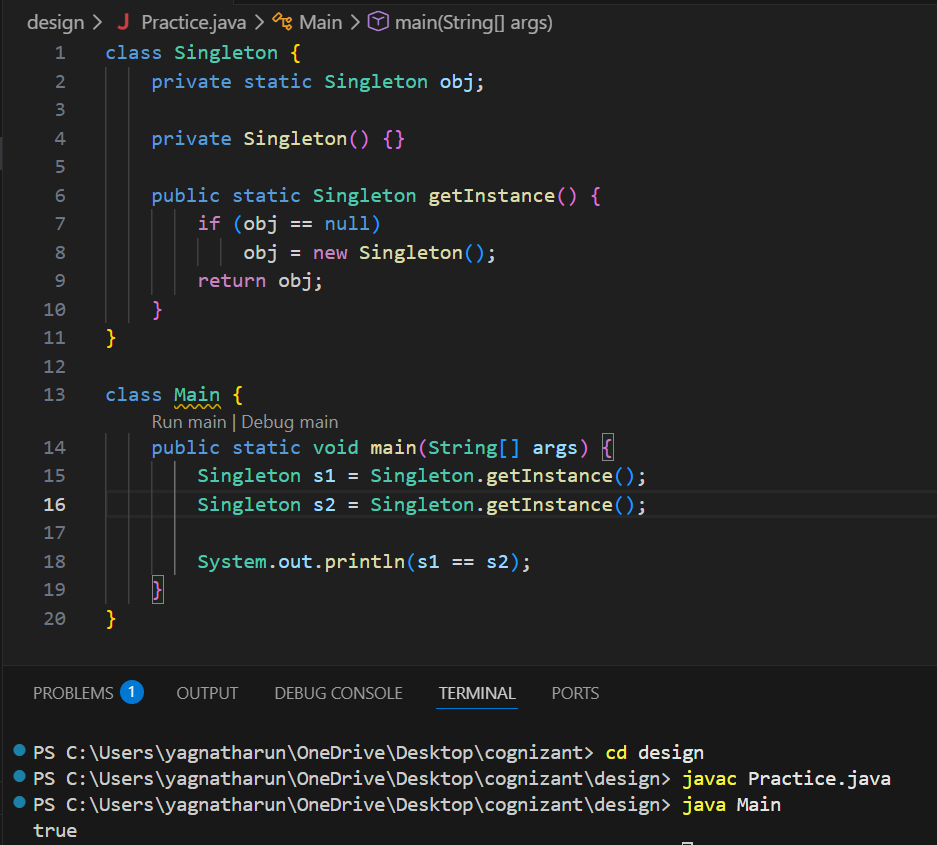 design > J Practice.java > Main > main(String[] args)
1 class Singleton {
2     private static Singleton obj;
3
4     private Singleton() {}
5
6     public static Singleton getInstance() {
7         if (obj == null)
8             obj = new Singleton();
9         return obj;
10     }
11 }
12
13 class Main {
Run main | Debug main
14     public static void main(String[] args) {
15         Singleton s1 = Singleton.getInstance();
16         Singleton s2 = Singleton.getInstance();
17
18         System.out.println(s1 == s2);
19     }
20 }
PROBLEMS 1 OUTPUT DEBUG CONSOLE TERMINAL PORTS
PS C:\Users\yagnatharun\OneDrive\Desktop\cognizant> cd design
PS C:\Users\yagnatharun\OneDrive\Desktop\cognizant\design> javac Practice.java
PS C:\Users\yagnatharun\OneDrive\Desktop\cognizant\design> java Main
true